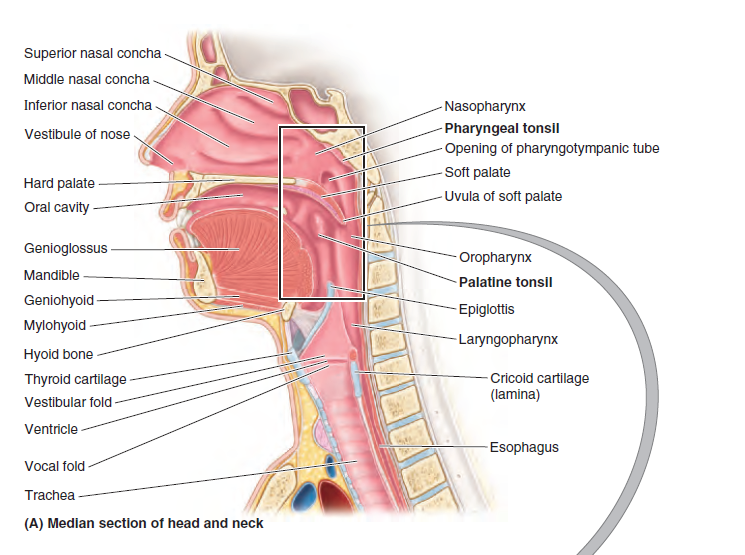 Superior nasal concha
Middle nasal concha
Inferior nasal concha
Vestibule of nose
Hard palate
Oral cavity
Genioglossus
Mandible
Geniohyoid
Mylohyoid
Hyoid bone
Thyroid cartilage
Vestibular fold
Ventricle
Vocal fold
Trachea
Nasopharynx
Pharyngeal tonsil
Opening of pharyngotympanic tube
Soft palate
Uvula of soft palate
Oropharynx
Palatine tonsil
Epiglottis
Laryngopharynx
Cricoid cartilage
(lamina)
Esophagus
(A) Median section of head and neck